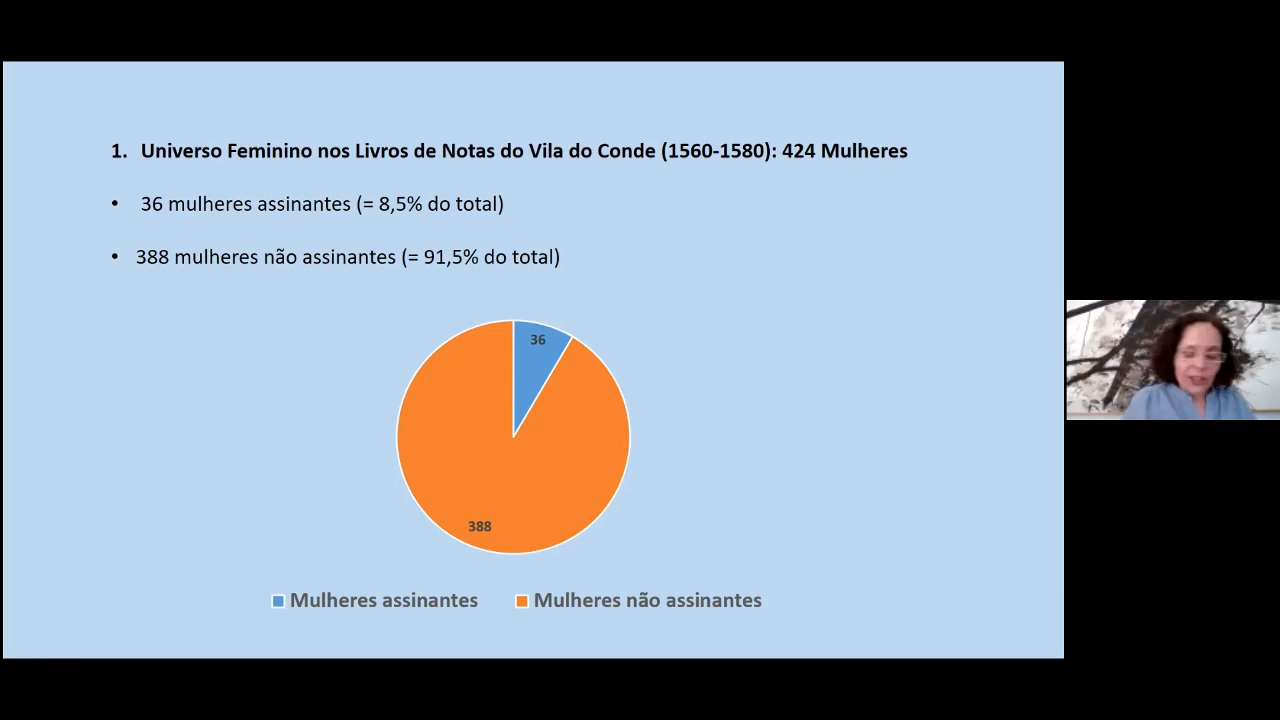 1. Universo Feminino nos Livros de Notas do Vila do Conde (1560-1580): 424 Mulheres
• 36 mulheres assinantes (= 8,5% do total)
• 388 mulheres não assinantes (= 91,5% do total)
36
388
Mulheres assinantes
Mulheres não assinantes